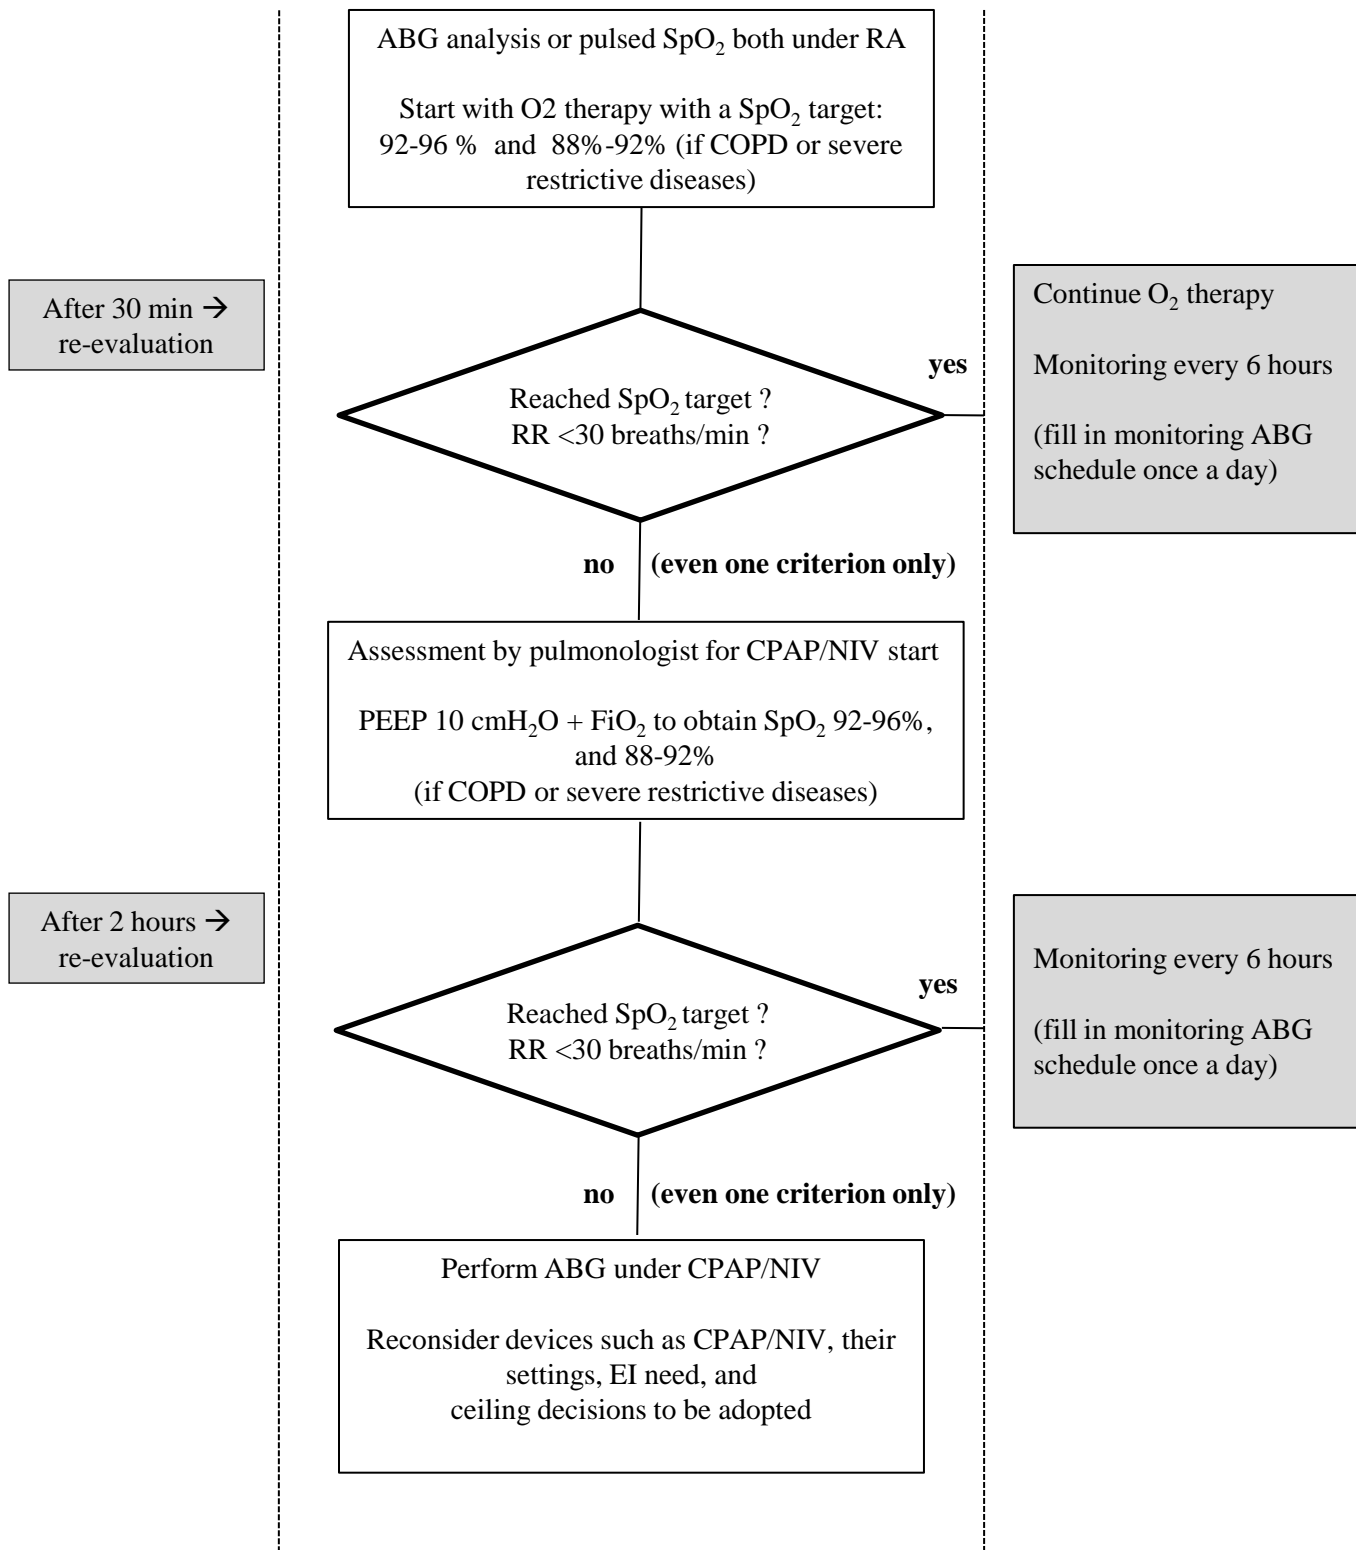 ABG analysis or pulsed SpO₂ both under RA
Start with O2 therapy with a SpO₂ target:
92-96 % and 88%-92% (if COPD or severe
restrictive diseases)
After 30 min →
re-evaluation
Reached SpO₂ target ?
RR <30 breaths/min ?
yes
Continue O₂ therapy
Monitoring every 6 hours
(fill in monitoring ABG
schedule once a day)
no (even one criterion only)
Assessment by pulmonologist for CPAP/NIV start
PEEP 10 cmH₂O + FiO₂ to obtain SpO₂ 92-96%,
and 88-92%
(if COPD or severe restrictive diseases)
After 2 hours →
re-evaluation
Reached SpO₂ target ?
RR <30 breaths/min ?
yes
Monitoring every 6 hours
(fill in monitoring ABG
schedule once a day)
no (even one criterion only)
Perform ABG under CPAP/NIV
Reconsider devices such as CPAP/NIV, their
settings, EI need, and
ceiling decisions to be adopted